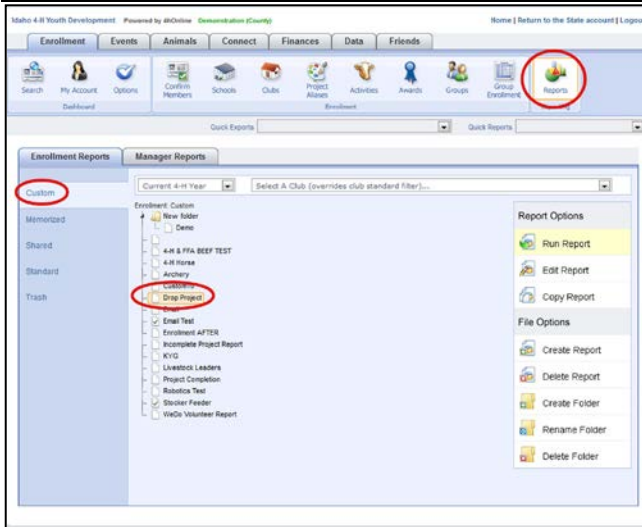 Idaho 4-H Youth Development Powered by 4hOnline Demonstration (County) Home | Return to the State account | Logou
Enrollment Events Animals Connect Finances Data Friends
Search My Account Options Confirm Members Schools Clubs Project Aliases Activities Awards Groups Group Enrollment Reports
Dashboard Enrollment
Quick Exports Quick Reports
Enrollment Reports Manager Reports
Custom
Memorized
Shared
Standard
Trash
Current 4-H Year Select A Club (overrides club standard filter)...
Enrollment: Custom
New folder
Demo
4-H & FFA BEEF TEST
4-H Horse
Archery
Drop Project
Email Test
Enrollment AFTER
Incomplete Project Report
KYG
Livestock Leaders
Project Completion
Robotics Test
Stocker Feeder
WeDo Volunteer Report
Report Options
Run Report
Edit Report
Copy Report
File Options
Create Report
Delete Report
Create Folder
Rename Folder
Delete Folder